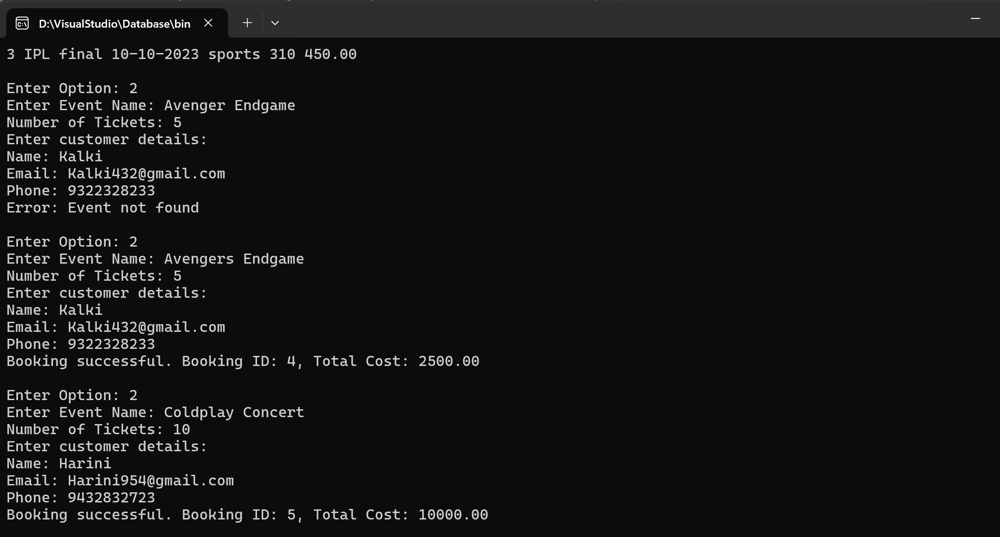 D:\VisualStudio\Database\bin
3 IPL final 10-10-2023 sports 310 450.00
Enter Option: 2
Enter Event Name: Avenger Endgame
Number of Tickets: 5
Enter customer details:
Name: Kalki
Email: Kalki432@gmail.com
Phone: 9322328233
Error: Event not found
Enter Option: 2
Enter Event Name: Avengers Endgame
Number of Tickets: 5
Enter customer details:
Name: Kalki
Email: Kalki432@gmail.com
Phone: 9322328233
Booking successful. Booking ID: 4, Total Cost: 2500.00
Enter Option: 2
Enter Event Name: Coldplay Concert
Number of Tickets: 10
Enter customer details:
Name: Harini
Email: Harini954@gmail.com
Phone: 9432832723
Booking successful. Booking ID: 5, Total Cost: 10000.00